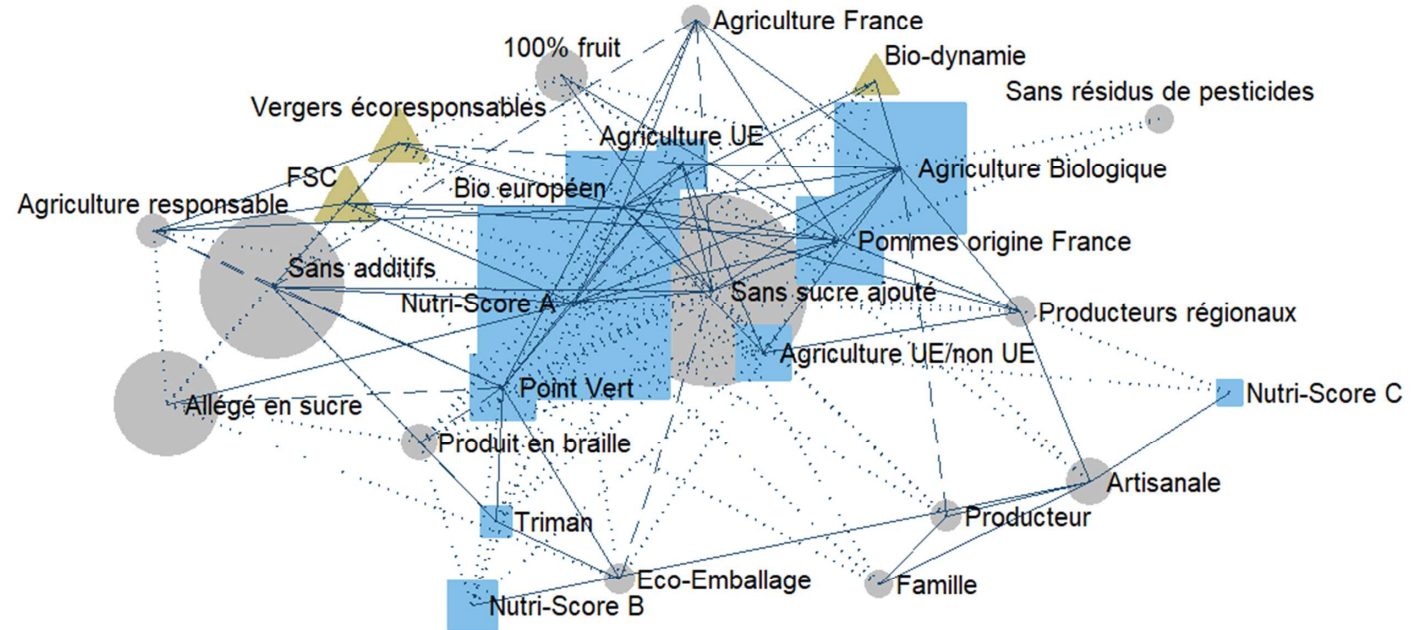 Agriculture France
100% fruit
Bio-dynamie
Sans résidus de pesticides
Vergers écoresponsables
Agriculture UE
Agriculture Biologique
FSC
Bio européen
Agriculture responsable
Pommes origine France
Sans additifs
Sans sucre ajouté
Nutri-Score A
Producteurs régionaux
Agriculture UE/non UE
Point Vert
Nutri-Score C
Allégé en sucre
Produit en braille
Artisanale
Producteur
Triman
Eco-Emballage
Famille
Nutri-Score B